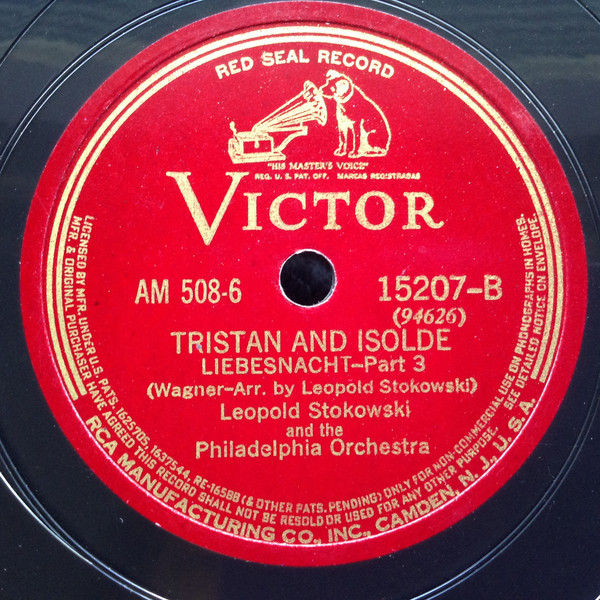 RED SEAL RECORD
"HIS MASTER'S VOICE"
REG. U.S. PAT. OFF. MARCAS REGISTRADAS
VICTOR
AM 508-6
15207-B
(94626)
TRISTAN AND ISOLDE
LIEBESNACHT-Part 3
(Wagner-Arr. by Leopold Stokowski)
Leopold Stokowski
and the
Philadelphia Orchestra
LICENSED BY MFR. UNDER U.S. PATS. 1625705, 1637544, RE-16588 (& OTHER PATS. PENDING) ONLY FOR NON-COMMERCIAL USE ON PHONOGRAPHS IN HOMES.
MFR. & ORIGINAL PURCHASER HAVE AGREED THIS RECORD SHALL NOT BE RESOLD OR USED FOR ANY OTHER PURPOSE. SEE DETAILED NOTICE ON ENVELOPE.
RCA MANUFACTURING CO., INC., CAMDEN, N. J., U. S. A.